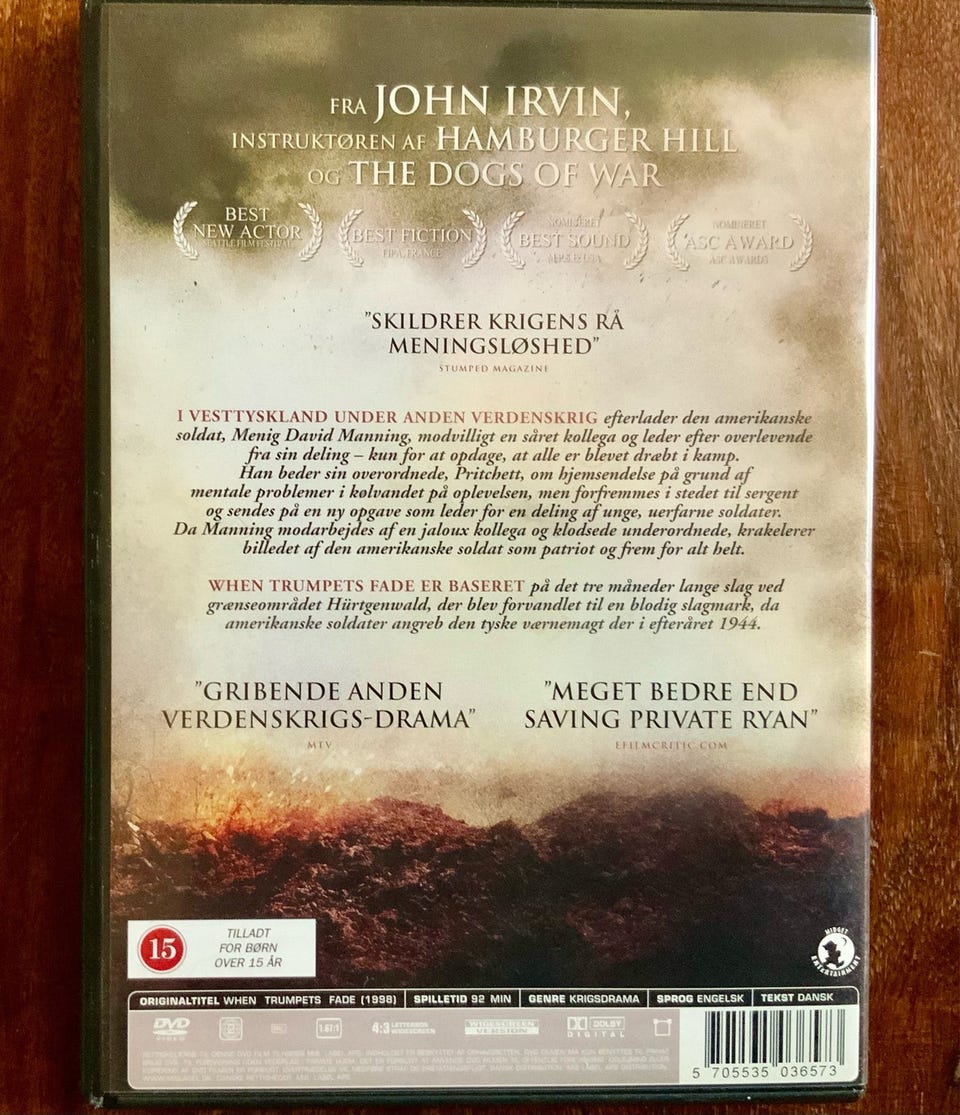 FRA JOHN IRVIN,
INSTRUKTØREN AF HAMBURGER HILL
OG THE DOGS OF WAR
BEST
NEW ACTOR
SEATTLE FILM FESTIVAL
BEST FICTION
FIPA, FRANCE
NOMINERET
BEST SOUND
NOMINERET
ASC AWARD
ASC AWARDS
”SKILDRER KRIGENS RÅ
MENINGSLØSHED”
STUMPED MAGAZINE
I VESTTYSKLAND UNDER ANDEN VERDENSKRIG efterlader den amerikanske
soldat, Menig David Manning, modvilligt en såret kollega og leder efter overlevende
fra sin deling – kun for at opdage, at alle er blevet dræbt i kamp.
Han beder sin overordnede, Pritchett, om hjemsendelse på grund af
mentale problemer i kølvandet på oplevelsen, men forfremmes i stedet til sergent
og sendes på en ny opgave som leder for en deling af unge, uerfarne soldater.
Da Manning modarbejdes af en jaloux kollega og klodsede underordnede, krakelerer
billedet af den amerikanske soldat som patriot og frem for alt helt.
WHEN TRUMPETS FADE ER BASERET på det tre måneder lange slag ved
grænseområdet Hürtgenwald, der blev forvandlet til en blodig slagmark, da
amerikanske soldater angreb den tyske værnemagt der i efteråret 1944.
”GRIBENDE ANDEN
VERDENSKRIGS-DRAMA”
MTV
”MEGET BEDRE END
SAVING PRIVATE RYAN”
EFILMCRITIC.COM
15
TILLADT
FOR BØRN
OVER 15 ÅR
MIDGET
ENTERTAINMENT
ORIGINALTITEL WHEN TRUMPETS FADE (1998) SPILLETID 92 MIN GENRE KRIGSDRAMA SPROG ENGELSK TEKST DANSK
DVD
VIDEO
2
1.67:1
4:3 LETTERBOX
WIDESCREEN
WIDESCREEN
VERSION
DOLBY
DIGITAL
5 705535 036573